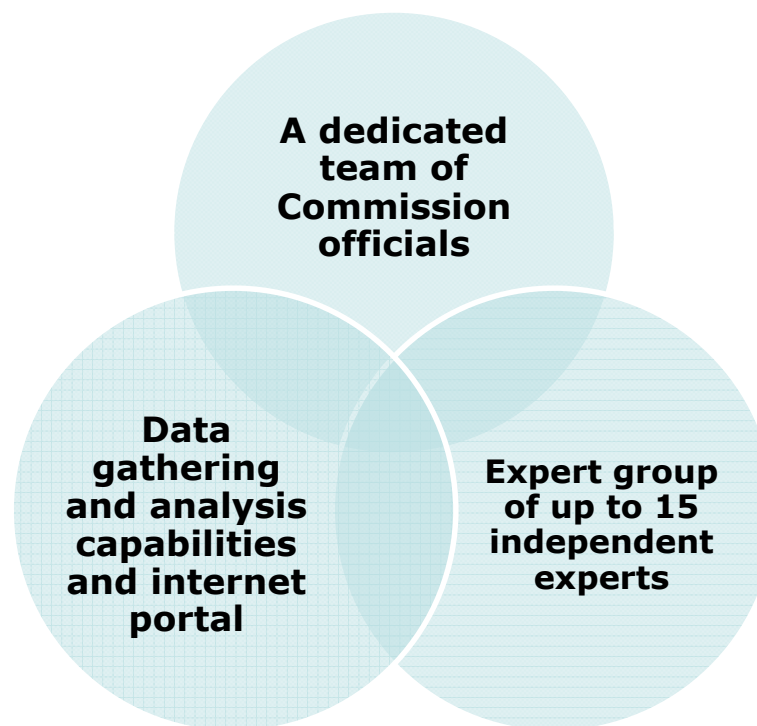 A dedicated
team of
Commission
officials
Data
gathering
and analysis
capabilities
and internet
portal
Expert group
of up to 15
independent
experts